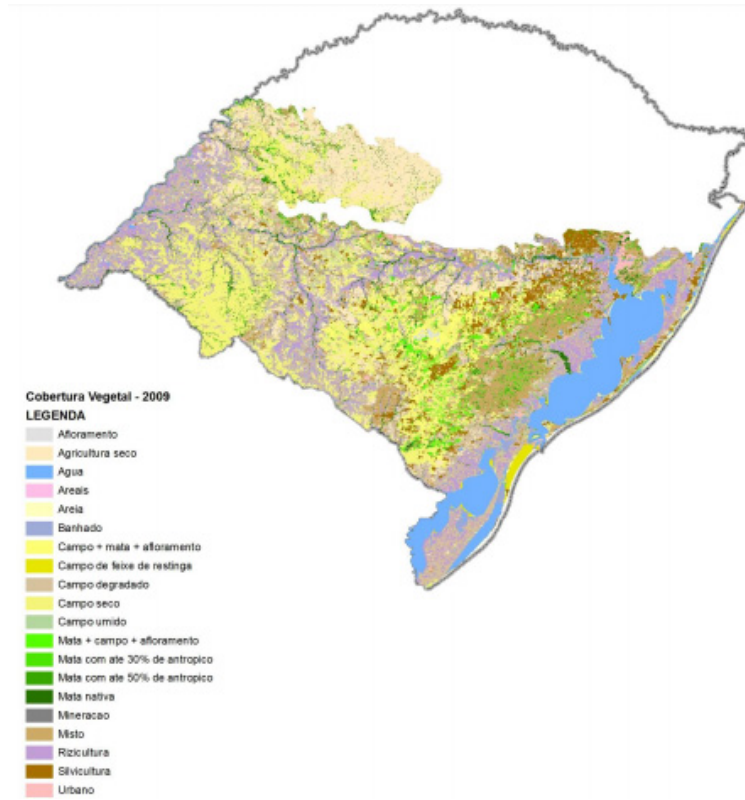 Cobertura Vegetal - 2009
LEGENDA
Afloramento
Agricultura seco
Agua
Areais
Areia
Banhado
Campo + mata + afloramento
Campo de feixe de restinga
Campo degradado
Campo seco
Campo umido
Mata + campo + afloramento
Mata com ate 30% de antropico
Mata com ate 50% de antropico
Mata nativa
Mineracao
Misto
Rizicultura
Silvicultura
Urbano